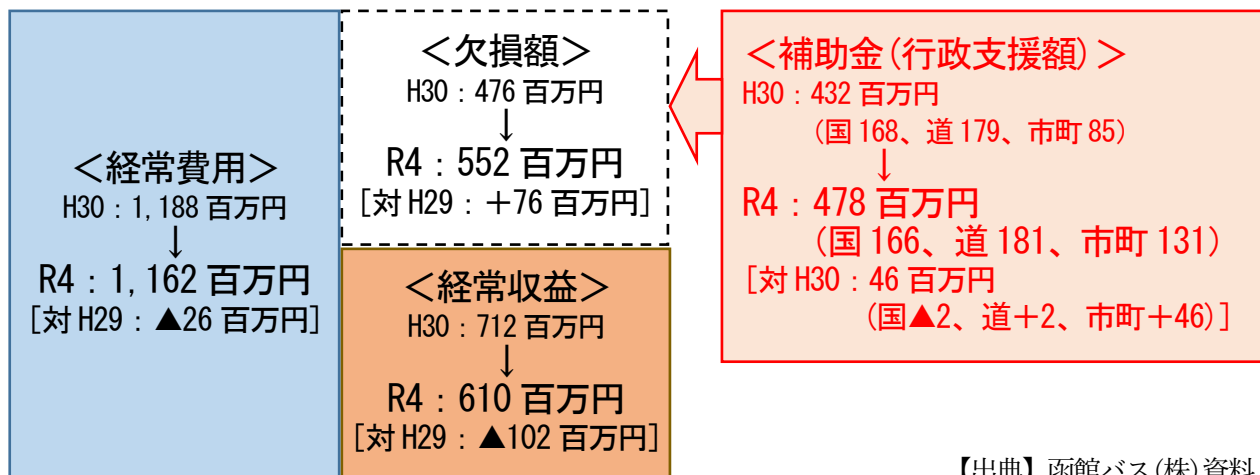 ＜経常費用＞
H30：1,188 百万円
↓
R4：1,162 百万円
［対 H29：▲26 百万円］
＜欠損額＞
H30：476 百万円
↓
R4：552 百万円
［対 H29：＋76 百万円］
＜経常収益＞
H30：712 百万円
↓
R4：610 百万円
［対 H29：▲102 百万円］
＜補助金(行政支援額)＞
H30：432 百万円
(国 168、道 179、市町 85)
↓
R4：478 百万円
(国 166、道 181、市町 131)
［対 H30：46 百万円
(国▲2、道＋2、市町＋46)］
【出典】函館バス(株)資料